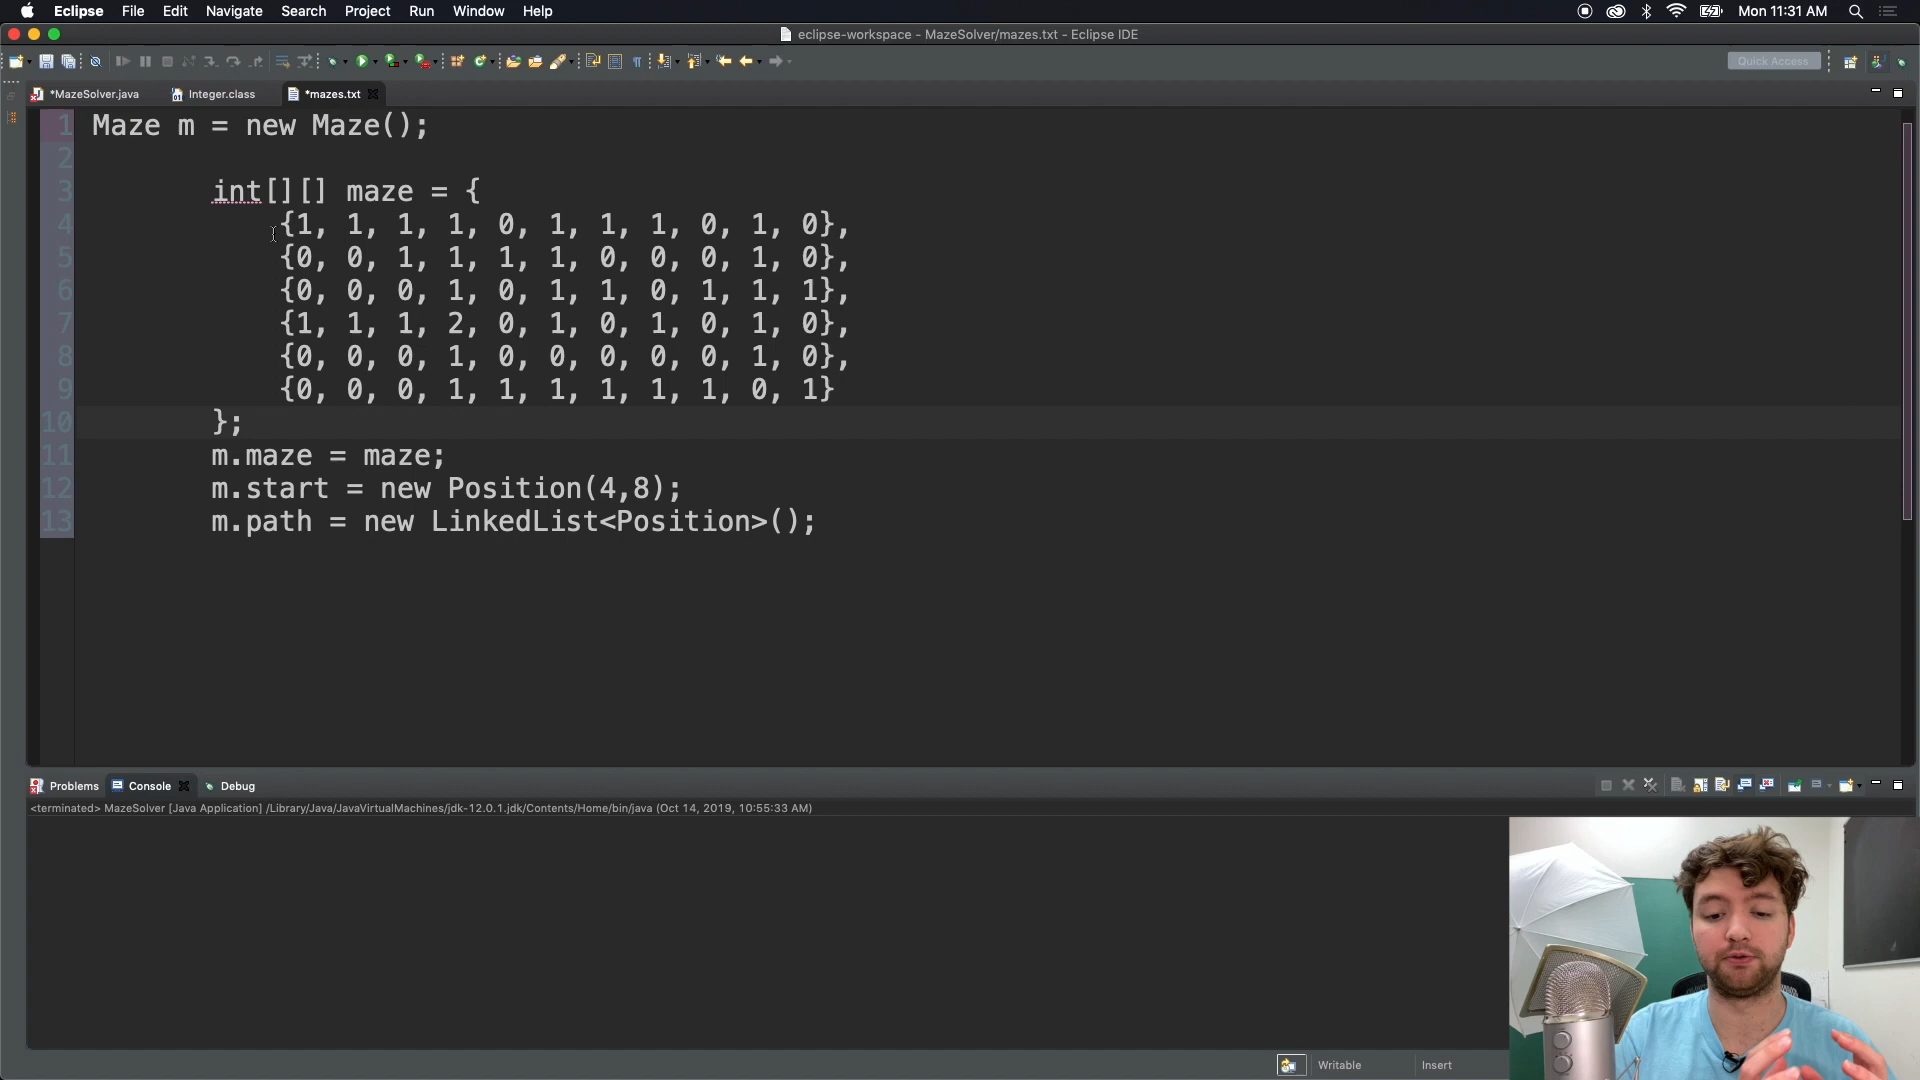 Eclipse File Edit Navigate Search Project Run Window Help Mon 11:31 AM
eclipse-workspace - MazeSolver/mazes.txt - Eclipse IDE
Quick Access
*MazeSolver.java Integer.class *mazes.txt
1 Maze m = new Maze();
2
3 int[][] maze = {
4 {1, 1, 1, 1, 0, 1, 1, 1, 0, 1, 0},
5 {0, 0, 1, 1, 1, 1, 0, 0, 0, 1, 0},
6 {0, 0, 0, 1, 0, 1, 1, 0, 1, 1, 1},
7 {1, 1, 1, 2, 0, 1, 0, 1, 0, 1, 0},
8 {0, 0, 0, 1, 0, 0, 0, 0, 0, 1, 0},
9 {0, 0, 0, 1, 1, 1, 1, 1, 1, 0, 1}
10 };
11 m.maze = maze;
12 m.start = new Position(4,8);
13 m.path = new LinkedList<Position>();
Problems Console Debug
<terminated> MazeSolver [Java Application] /Library/Java/JavaVirtualMachines/jdk-12.0.1.jdk/Contents/Home/bin/java (Oct 14, 2019, 10:55:33 AM)
Writable Insert